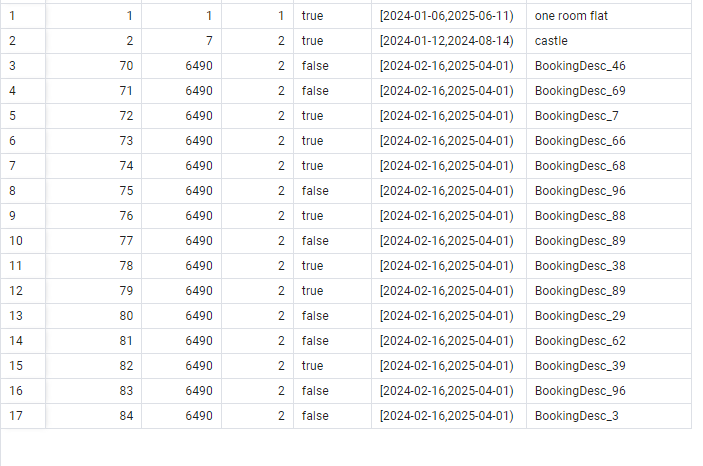 1 1 1 1 true [2024-01-06,2025-06-11) one room flat
2 2 7 2 true [2024-01-12,2024-08-14) castle
3 70 6490 2 false [2024-02-16,2025-04-01) BookingDesc_46
4 71 6490 2 false [2024-02-16,2025-04-01) BookingDesc_69
5 72 6490 2 true [2024-02-16,2025-04-01) BookingDesc_7
6 73 6490 2 true [2024-02-16,2025-04-01) BookingDesc_66
7 74 6490 2 true [2024-02-16,2025-04-01) BookingDesc_68
8 75 6490 2 false [2024-02-16,2025-04-01) BookingDesc_96
9 76 6490 2 true [2024-02-16,2025-04-01) BookingDesc_88
10 77 6490 2 false [2024-02-16,2025-04-01) BookingDesc_89
11 78 6490 2 true [2024-02-16,2025-04-01) BookingDesc_38
12 79 6490 2 true [2024-02-16,2025-04-01) BookingDesc_89
13 80 6490 2 false [2024-02-16,2025-04-01) BookingDesc_29
14 81 6490 2 false [2024-02-16,2025-04-01) BookingDesc_62
15 82 6490 2 true [2024-02-16,2025-04-01) BookingDesc_39
16 83 6490 2 false [2024-02-16,2025-04-01) BookingDesc_96
17 84 6490 2 false [2024-02-16,2025-04-01) BookingDesc_3